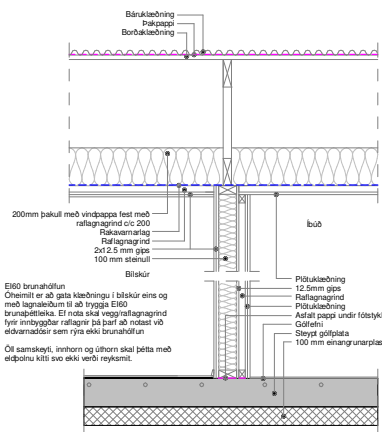 Báruklæðning
Þakpappi
Borðaklæðning
200mm þakull með vindpappa fest með
raflagnagrind c/c 200
Rakavarnarlag
Raflagnagrind
2x12.5 mm gips
100 mm steinull
Íbúð
Bílskúr
EI60 brunahólfun
Óheimilt er að gata klæðningu í bílskúr eins og
með lagnaleiðum til að tryggja EI60
brunaþéttleika. Ef nota skal vegg/raflagnagrind
fyrir innbyggðar raflagnir þá þarf að notast við
eldvarnadósir sem rýra ekki brunahólfun
Öll samskeyti, innhorn og úthorn skal þétta með
eldþolnu kítti svo ekki verði reyksmit.
Plötuklæðning
12.5mm gips
Raflagnagrind
Plötuklæðning
Asfalt pappi undir fótstykki
Gólfefni
Steypt gólfplata
100 mm einangrunarplast